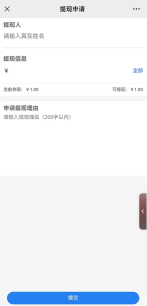 提现申请
提现人
请输入真实姓名
提现信息
¥ 全部
当前余额：¥ 1.00 可提现：¥ 1.00
申请提现理由
请输入提现理由（200字以内）
提交